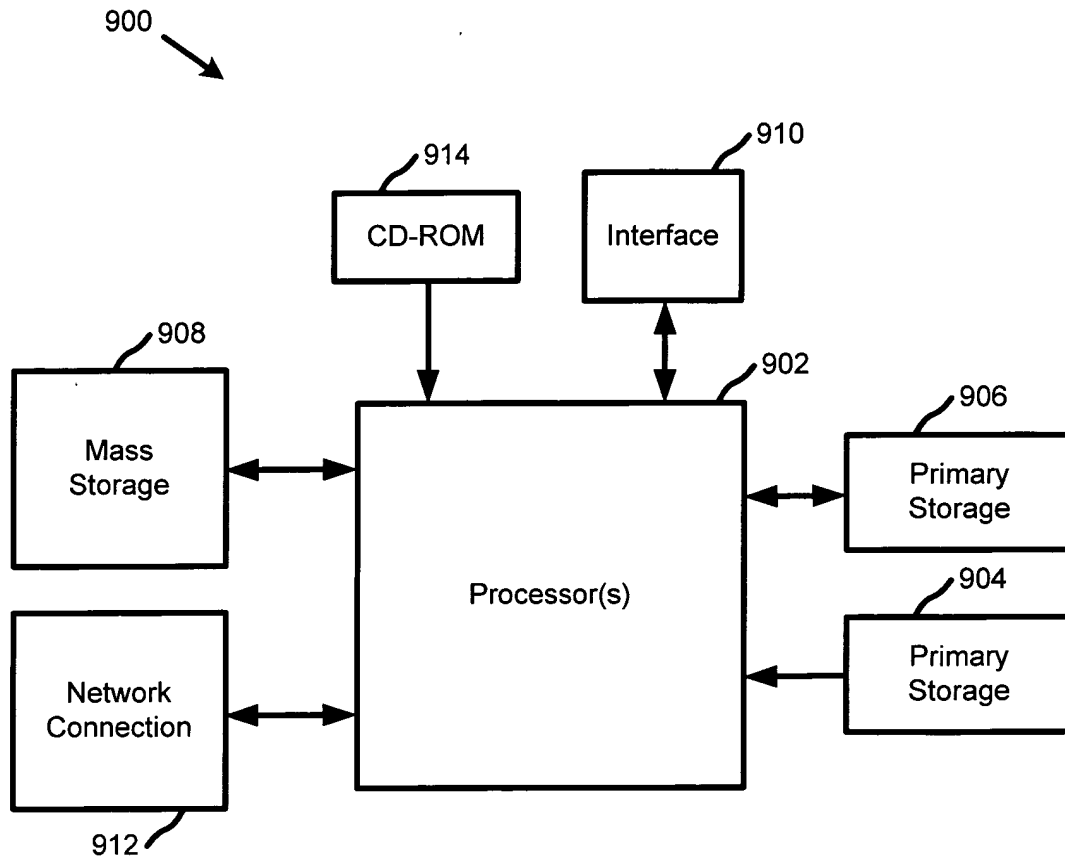 900
914
910
CD-ROM
Interface
908
902
906
Mass
Storage
Primary
Storage
904
Processor(s)
Primary
Storage
Network
Connection
912